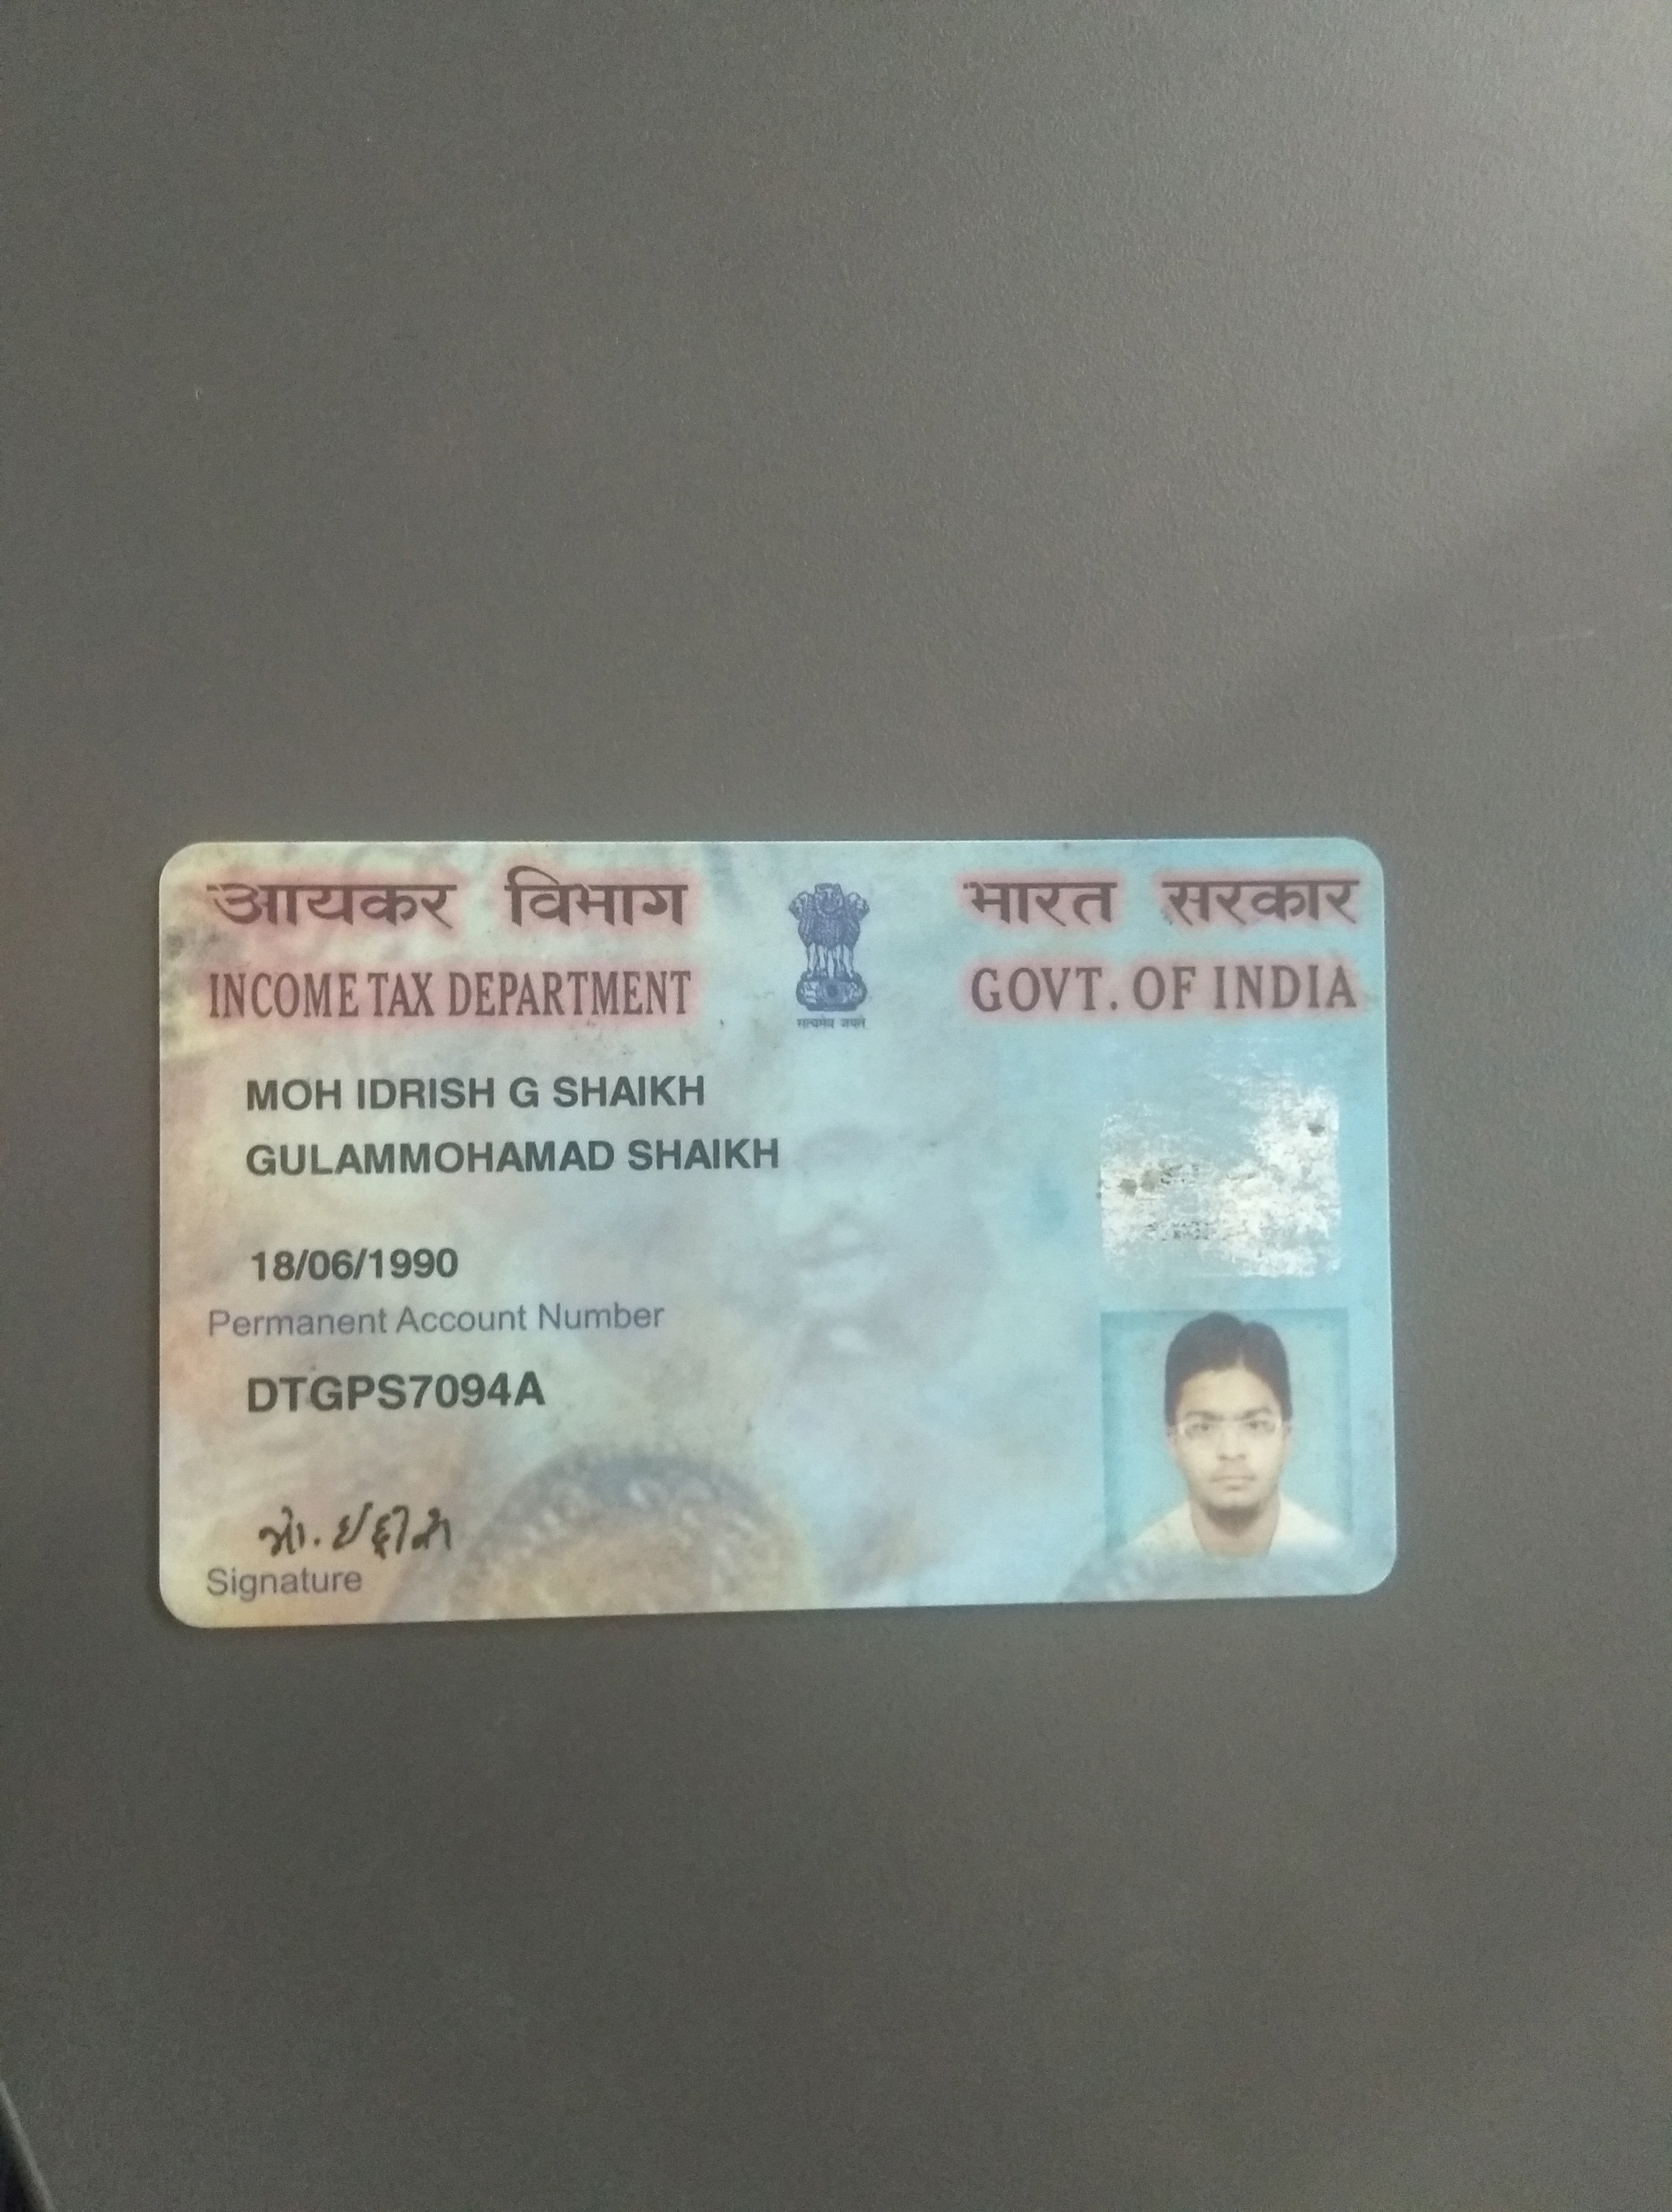 आयकर विभाग भारत सरकार
INCOME TAX DEPARTMENT GOVT. OF INDIA
सत्यमेव जयते
MOH IDRISH G SHAIKH
GULAMMOHAMAD SHAIKH
18/06/1990
Permanent Account Number
DTGPS7094A
મો. ઈદ્રીશ
Signature